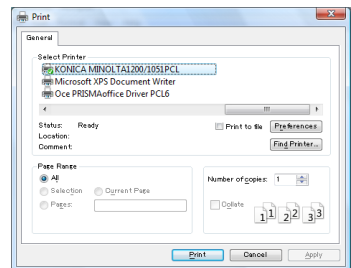 Print
General
Select Printer
KONICA MINOLTA1200/1051PCL
Microsoft XPS Document Writer
Oce PRISMAoffice Driver PCL6
Status: Ready
Print to file Preferences
Location:
Comment:
Find Printer...
Page Range
All
Selection Current Page
Pages:
Number of copies: 1
Collate
1 1 2 2 3 3
Print Cancel Apply